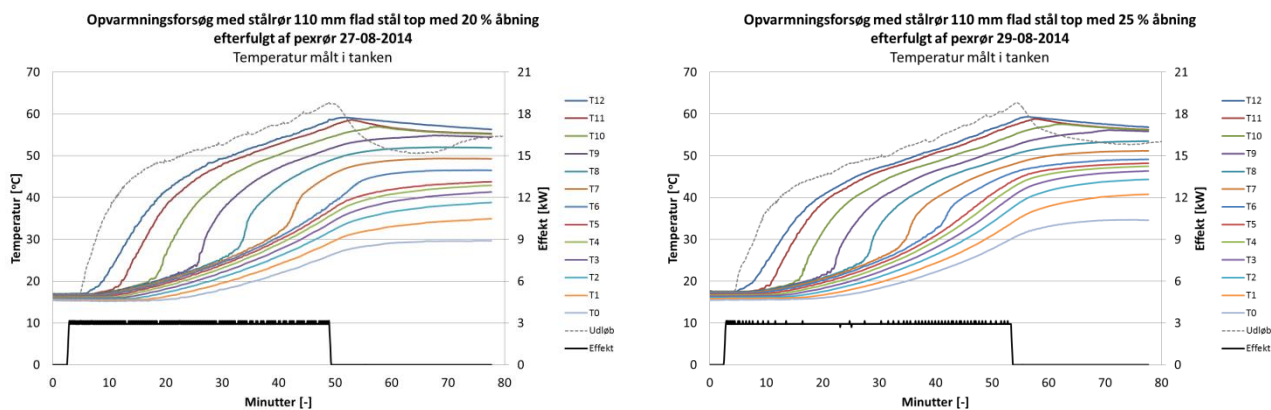 Opvarmningsforsøg med stålrør 110 mm flad stål top med 20 % åbning
efterfulgt af pexrør 27-08-2014
Temperatur målt i tanken
70
60
50
40
30
20
10
0
Temperatur [°C]
21
18
15
12
9
6
3
0
Effekt [kW]
0 10 20 30 40 50 60 70 80
Minutter [-]
T12
T11
T10
T9
T8
T7
T6
T5
T4
T3
T2
T1
T0
Udløb
Effekt
Opvarmningsforsøg med stålrør 110 mm flad stål top med 25 % åbning
efterfulgt af pexrør 29-08-2014
Temperatur målt i tanken
70
60
50
40
30
20
10
0
Temperatur [°C]
21
18
15
12
9
6
3
0
Effekt [kW]
0 10 20 30 40 50 60 70 80
Minutter [-]
T12
T11
T10
T9
T8
T7
T6
T5
T4
T3
T2
T1
T0
Udløb
Effekt